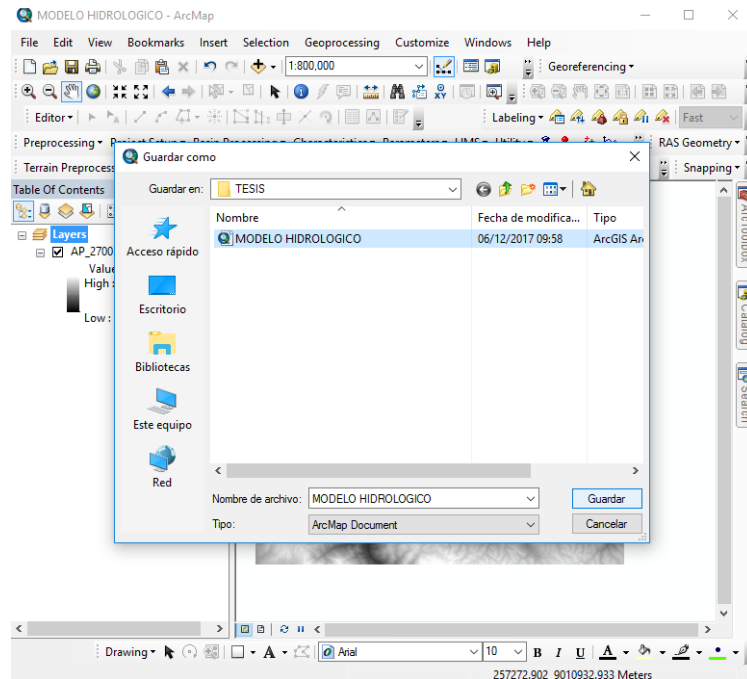 MODELO HIDROLOGICO - ArcMap
File Edit View Bookmarks Insert Selection Geoprocessing Customize Windows Help
1:800,000 Georeferencing
Editor Labeling Fast
Preprocessing RAS Geometry
Terrain Preprocess Snapping
Table Of Contents
Layers
AP_2700
Value
High :
Low :
Guardar como
Guardar en: TESIS
Nombre Fecha de modifica... Tipo
MODELO HIDROLOGICO 06/12/2017 09:58 ArcGIS Ar
Acceso rápido
Escritorio
Bibliotecas
Este equipo
Red
Nombre de archivo: MODELO HIDROLOGICO Guardar
Tipo: ArcMap Document Cancelar
ArcToolbox
Catalog
Search
Drawing A Arial 10 B I U A
257272.902 9010932.933 Meters